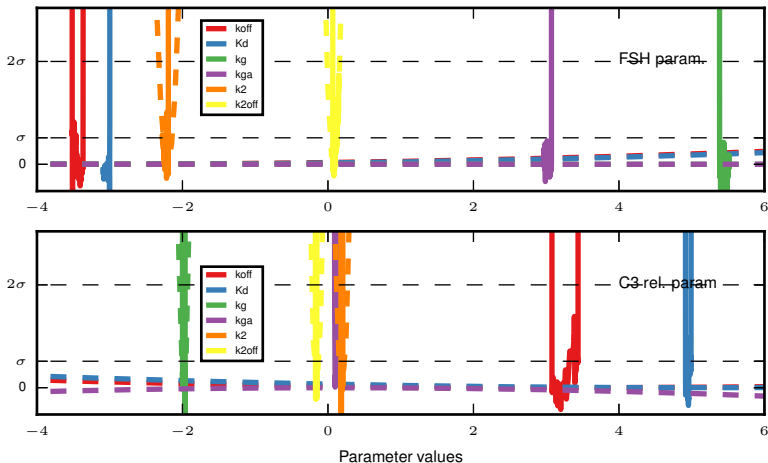 2σ
σ
0
koff
Kd
kg
kga
k2
k2off
FSH param.
−4 −2 0 2 4 6
2σ
σ
0
koff
Kd
kg
kga
k2
k2off
C3 rel. param
−4 −2 0 2 4 6
Parameter values